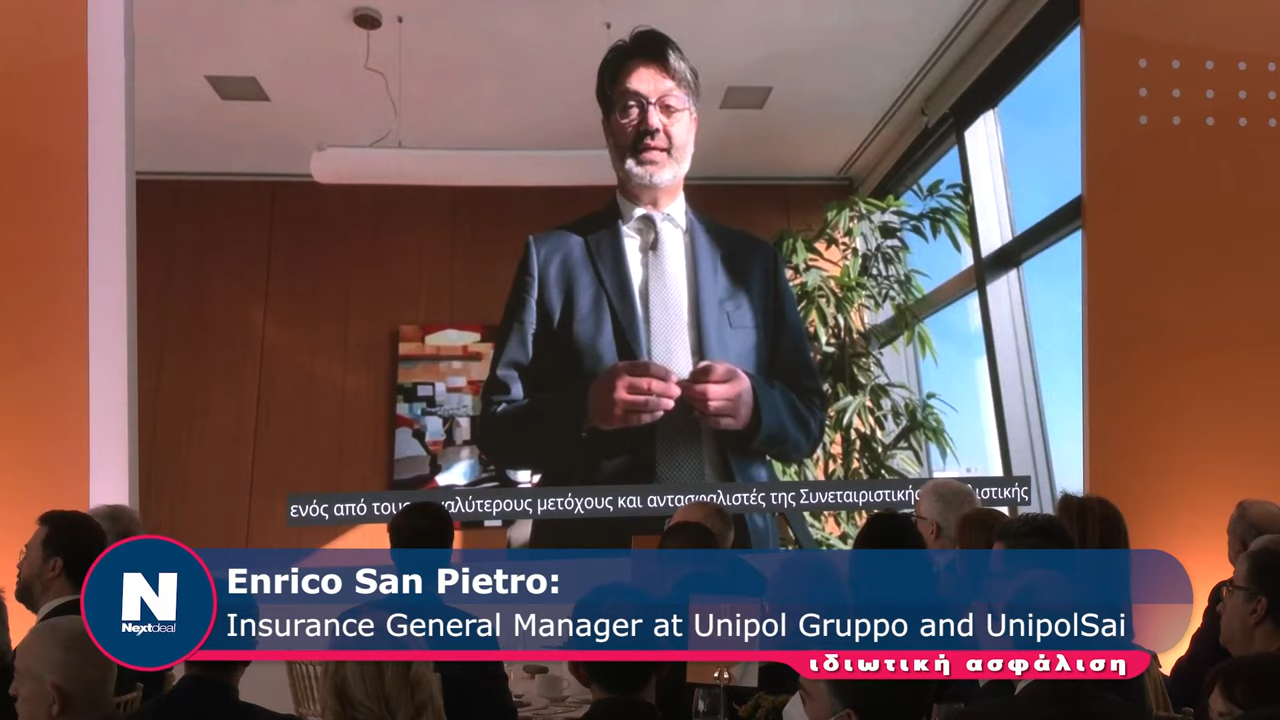 ενός από τους μεγαλύτερους μετόχους και αντασφαλιστές της Συνεταιριστικής
N
Nextdeal
Enrico San Pietro:
Insurance General Manager at Unipol Gruppo and UnipolSai
ιδιωτική ασφάλιση